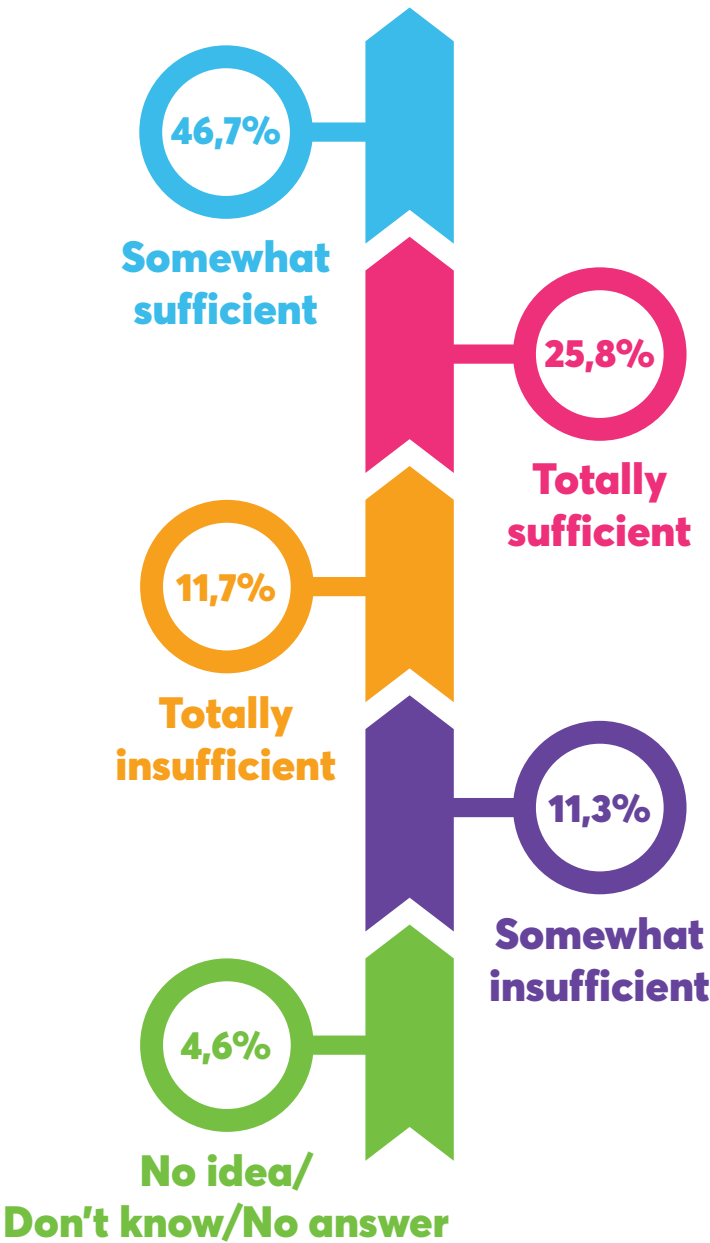 46,7%
Somewhat
sufficient
25,8%
Totally
sufficient
11,7%
Totally
insufficient
11,3%
Somewhat
insufficient
4,6%
No idea/
Don't know/No answer